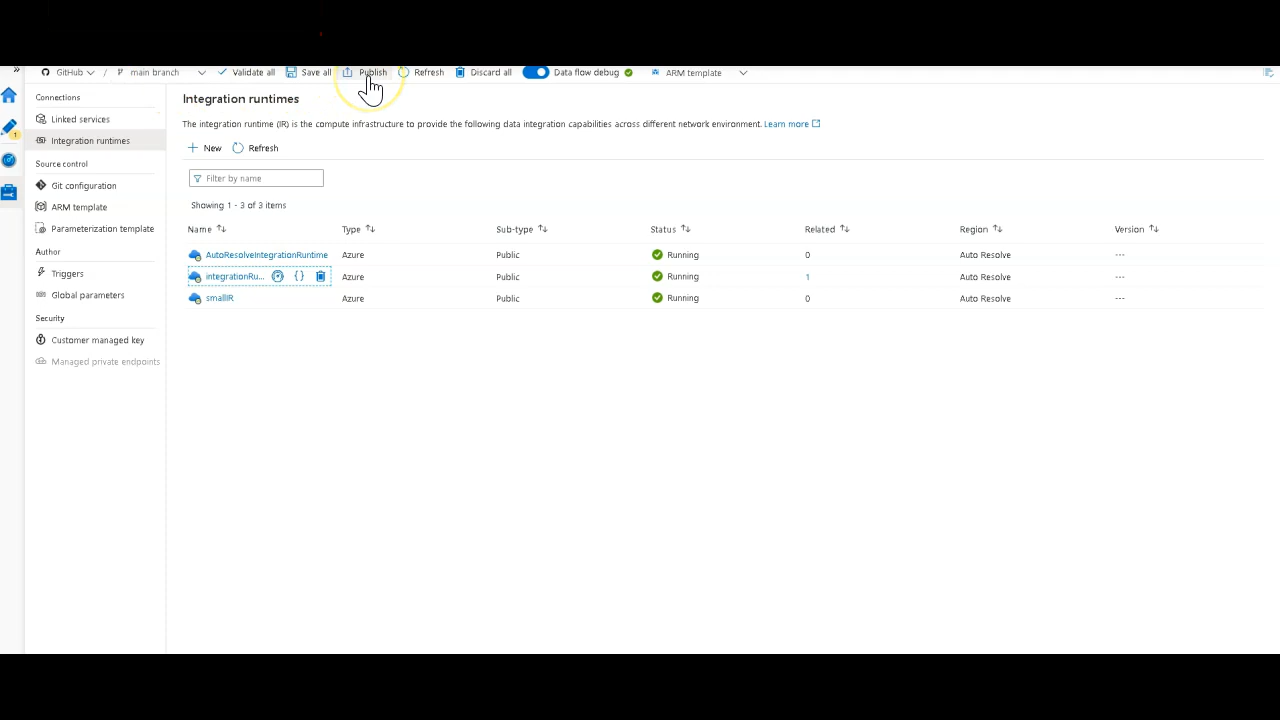 » GitHub / main branch Validate all Save all Publish Refresh Discard all Data flow debug ARM template
Connections
Linked services
Integration runtimes
Source control
Git configuration
ARM template
Parameterization template
Author
Triggers
Global parameters
Security
Customer managed key
Managed private endpoints
1
Integration runtimes
The integration runtime (IR) is the compute infrastructure to provide the following data integration capabilities across different network environment. Learn more
New Refresh
Filter by name
Showing 1 - 3 of 3 items
Name Type Sub-type Status Related Region Version
AutoResolveIntegrationRuntime Azure Public Running 0 Auto Resolve ---
integrationRu... {} Azure Public Running 1 Auto Resolve ---
smallIR Azure Public Running 0 Auto Resolve ---